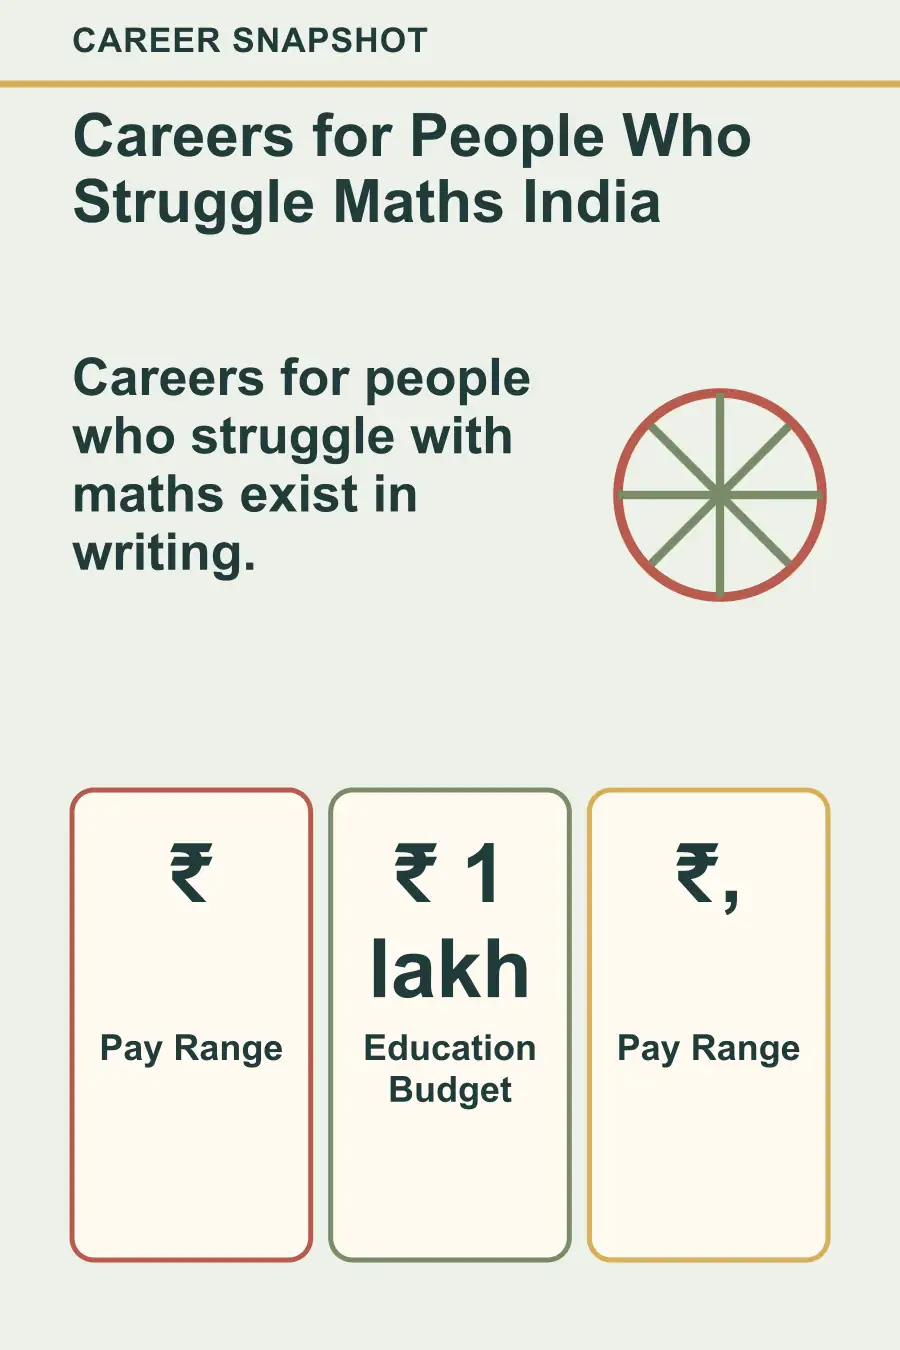 CAREER SNAPSHOT
Careers for People Who
Struggle Maths India
Careers for people
who struggle with
maths exist in
writing.
₹
Pay Range
₹ 1
lakh
Education
Budget
₹,
Pay Range